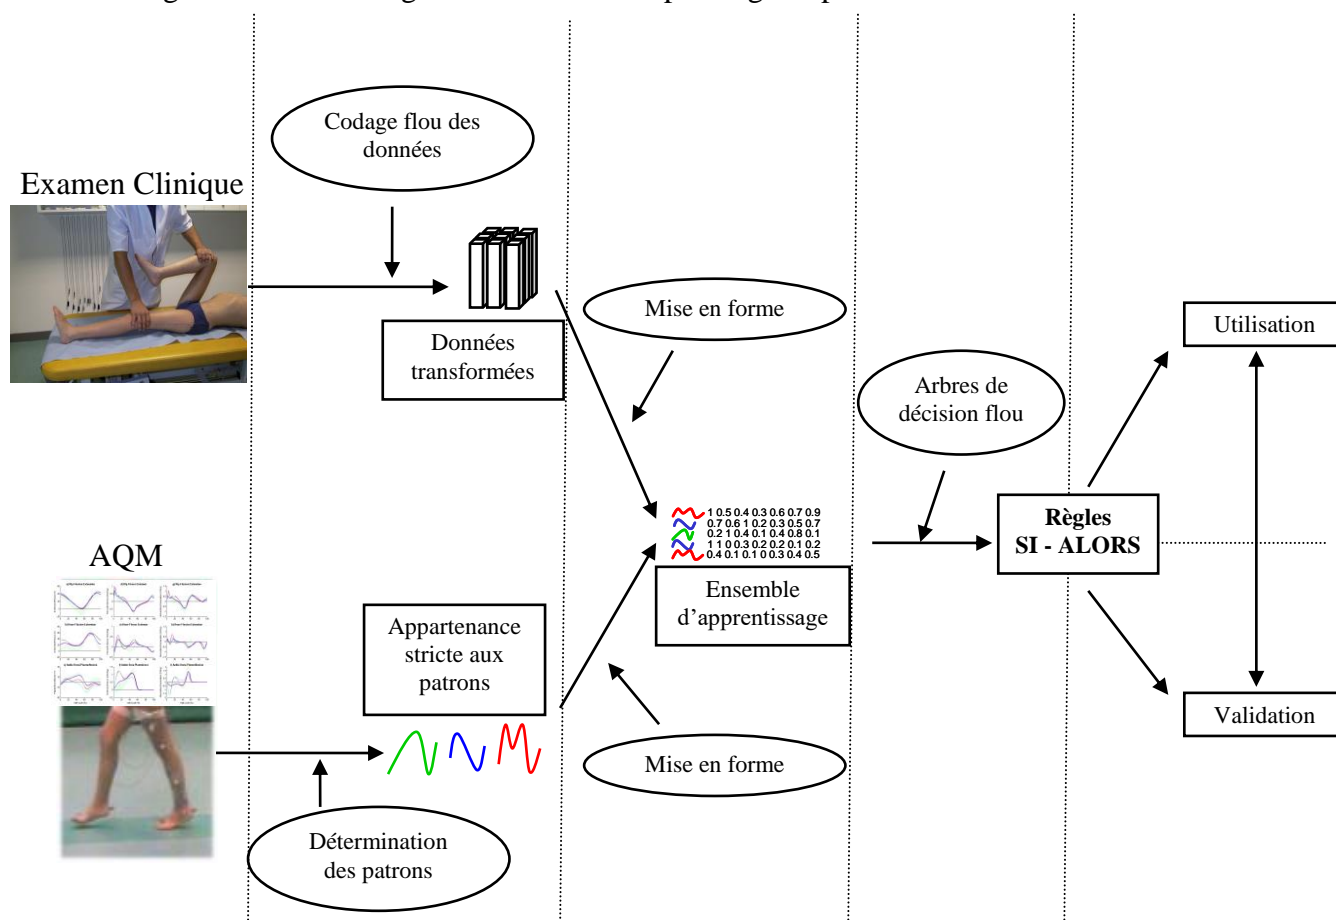 Codage flou des
données
Examen Clinique
Données
transformées
Mise en forme
Utilisation
Arbres de
décision flou
1 0.5 0.4 0.3 0.6 0.7 0.9
0.7 0.6 1 0.2 0.3 0.5 0.7
0.2 1 0.4 0.1 0.4 0.8 0.1
1 1 0 0.3 0.2 0.2 0.1 0.2
0.4 0.1 0.1 0 0.3 0.4 0.5
Règles
SI - ALORS
AQM
Ensemble
d'apprentissage
Appartenance
stricte aux
patrons
Validation
Mise en forme
Détermination
des patrons